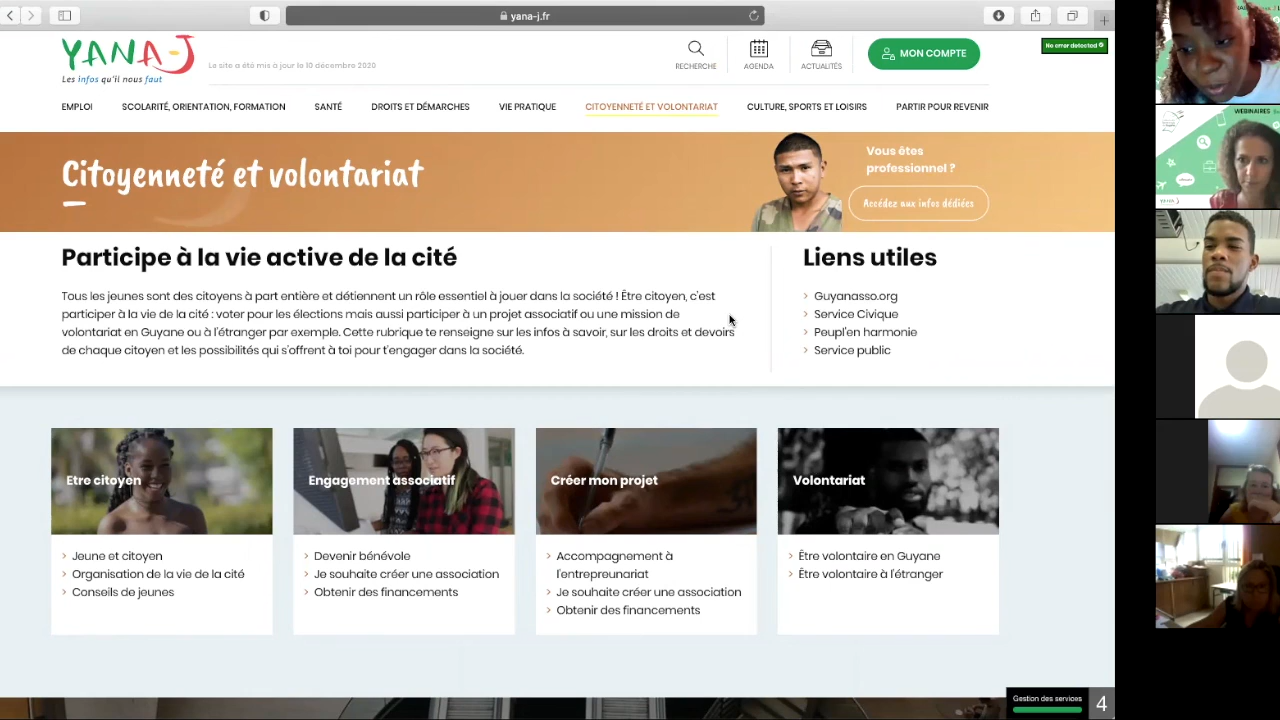 yana-j.fr
YANA-J
Les infos qu'il nous faut
Le site a été mis à jour le 10 décembre 2020
RECHERCHE
AGENDA
ACTUALITÉS
MON COMPTE
No error detected
EMPLOI
SCOLARITÉ, ORIENTATION, FORMATION
SANTÉ
DROITS ET DÉMARCHES
VIE PRATIQUE
CITOYENNETÉ ET VOLONTARIAT
CULTURE, SPORTS ET LOISIRS
PARTIR POUR REVENIR
Citoyenneté et volontariat
Vous êtes
professionnel ?
Accédez aux infos dédiées
Participe à la vie active de la cité
Tous les jeunes sont des citoyens à part entière et détiennent un rôle essentiel à jouer dans la société ! Être citoyen, c'est
participer à la vie de la cité : voter pour les élections mais aussi participer à un projet associatif ou une mission de
volontariat en Guyane ou à l'étranger par exemple. Cette rubrique te renseigne sur les infos à savoir, sur les droits et devoirs
de chaque citoyen et les possibilités qui s'offrent à toi pour t'engager dans la société.
Liens utiles
Guyanasso.org
Service Civique
Peupl'en harmonie
Service public
Etre citoyen
Jeune et citoyen
Organisation de la vie de la cité
Conseils de jeunes
Engagement associatif
Devenir bénévole
Je souhaite créer une association
Obtenir des financements
Créer mon projet
Accompagnement à
l'entrepreunariat
Je souhaite créer une association
Obtenir des financements
Volontariat
Être volontaire en Guyane
Être volontaire à l'étranger
Gestion des services
4
WEBINAIRES